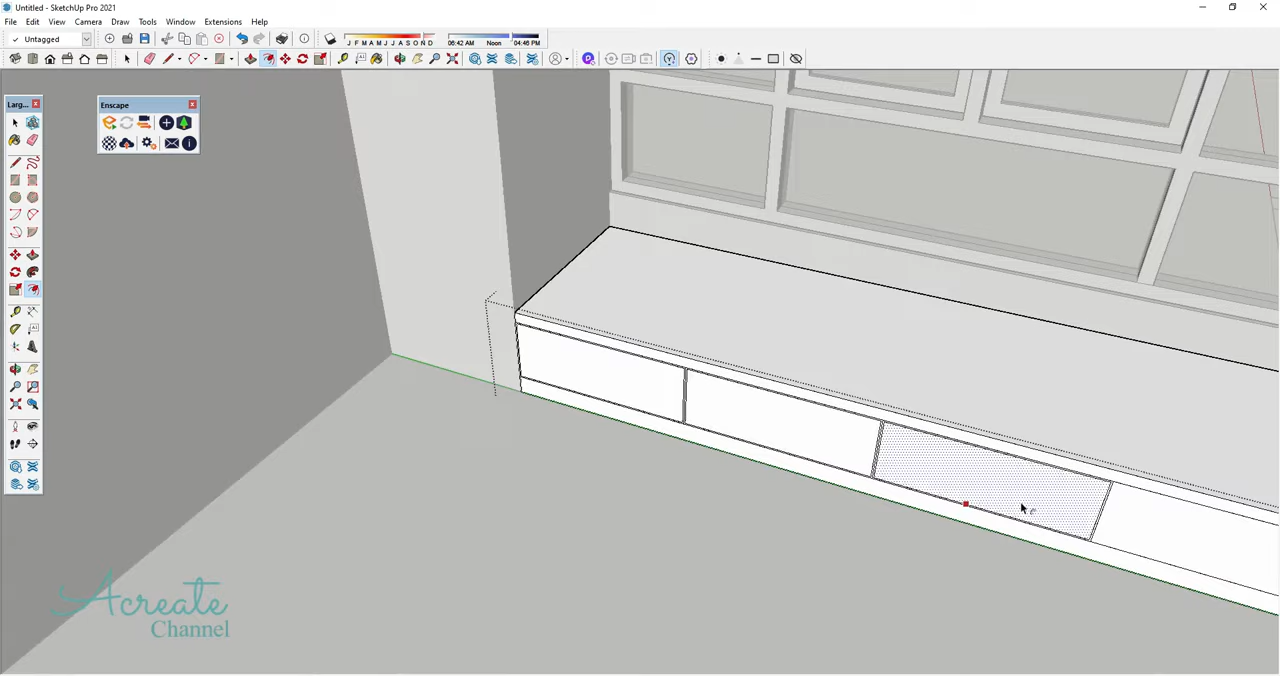 Untitled - SketchUp Pro 2021
File Edit View Camera Draw Tools Window Extensions Help
Untagged
J F M A M J J A S O N D
06:42 AM Noon 04:46 PM
Larg...
Enscape
Acreate
Channel